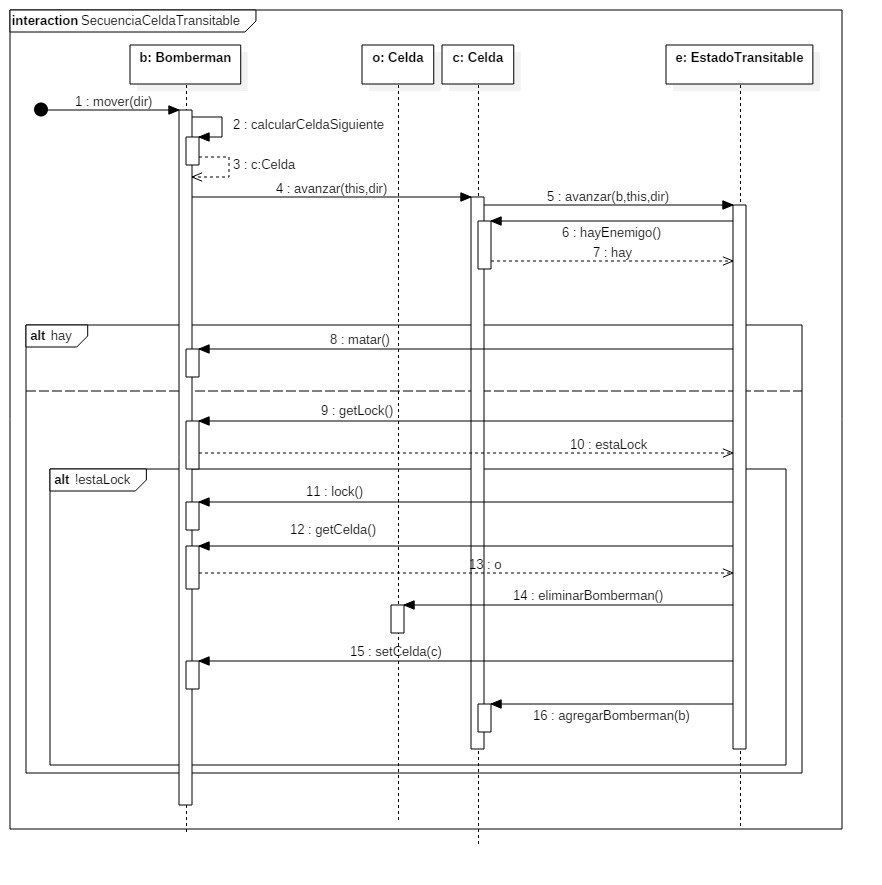 interaction SecuenciaCeldaTransitable
b: Bomberman
o: Celda
c: Celda
e: EstadoTransitable
1 : mover(dir)
2 : calcularCeldaSiguiente
3 : c:Celda
4 : avanzar(this,dir)
5 : avanzar(b,this,dir)
6 : hayEnemigo()
7 : hay
alt hay
8 : matar()
9 : getLock()
10 : estaLock
alt !estaLock
11 : lock()
12 : getCelda()
13 : o
14 : eliminarBomberman()
15 : setCelda(c)
16 : agregarBomberman(b)